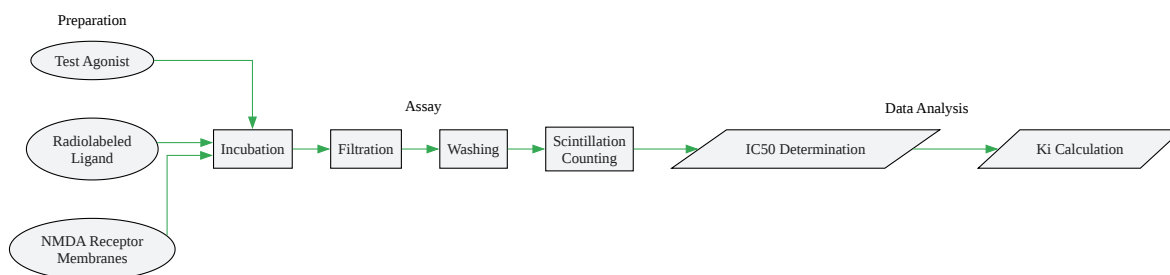 Preparation
Test Agonist
Radiolabeled
Ligand
NMDA Receptor
Membranes
Assay
Incubation
Filtration
Washing
Scintillation
Counting
Data Analysis
IC50 Determination
Ki Calculation